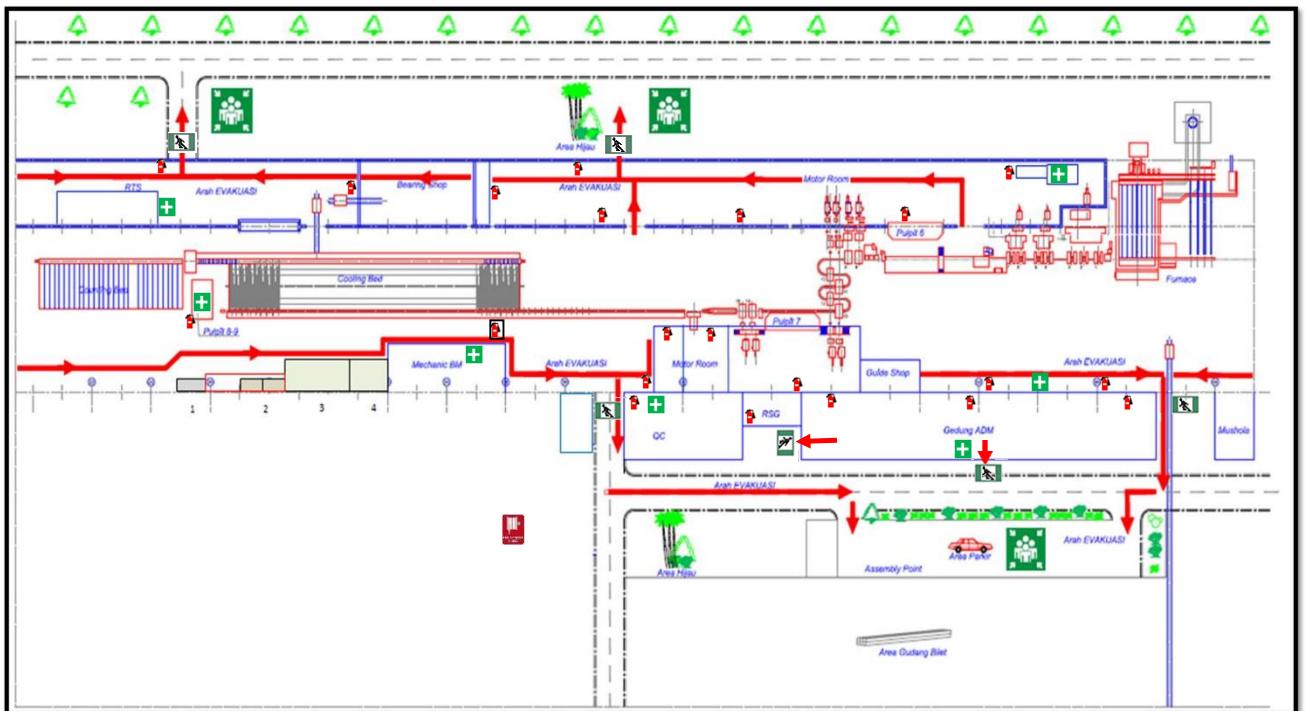 Area Hijau
RTS
Arah EVAKUASI
Bearing Shop
Arah EVAKUASI
Motor Room
Pulpit 6
Counting Bed
Cooling Bed
Furnace
Pulpit 8-9
Pulpit 7
Mechanic BM
Arah EVAKUASI
Motor Room
Guide Shop
Arah EVAKUASI
1
2
3
4
QC
RSG
Gedung ADM
Mushola
Arah EVAKUASI
Area Hijau
Area Parkir
Arah EVAKUASI
Assembly Point
Area Gudang Bilet